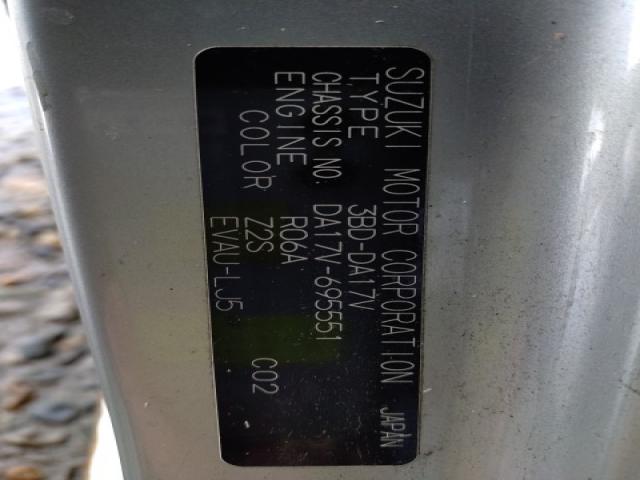 SUZUKI MOTOR CORPORATION JAPAN
TYPE 3BD-DA17V
CHASSIS NO. DA17V-695551
ENGINE R06A
COLOR Z2S C02
EVAU-LJ5